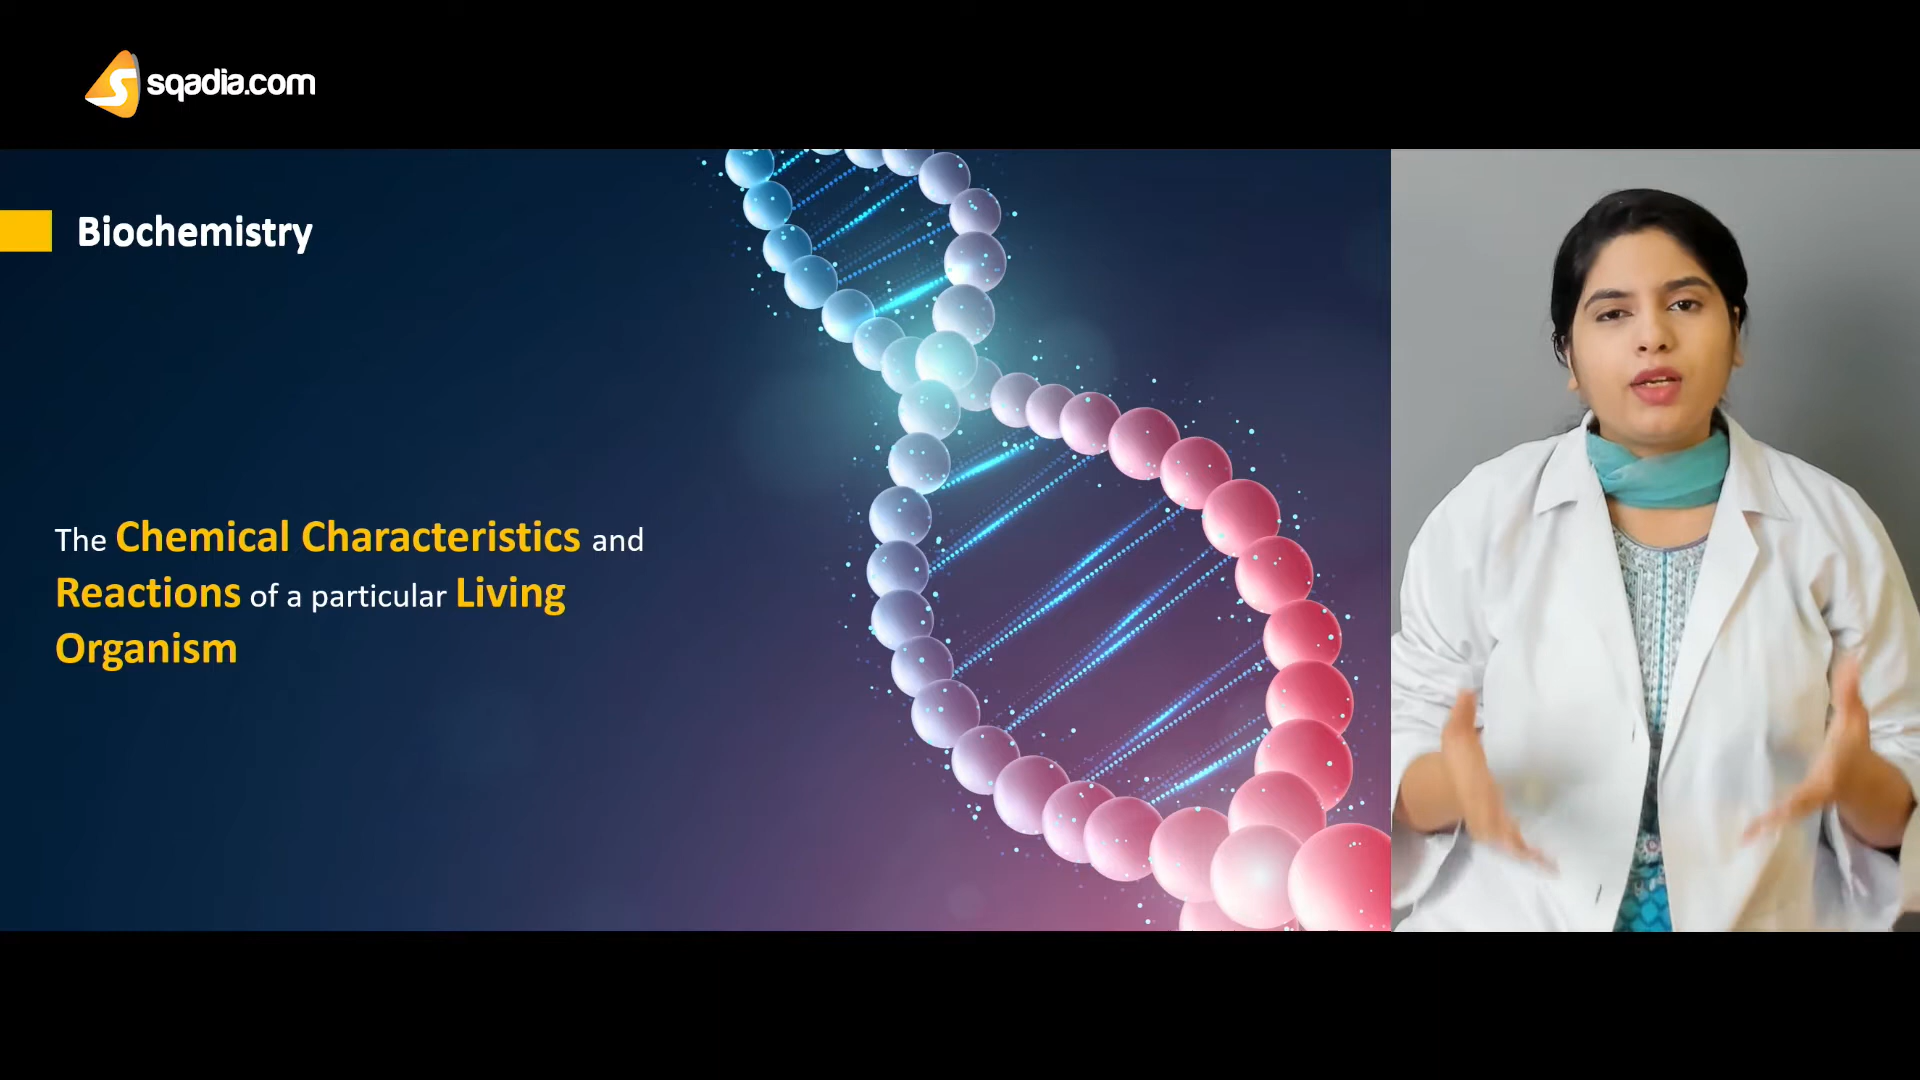 sqadia.com
Biochemistry
The Chemical Characteristics and
Reactions of a particular Living
Organism